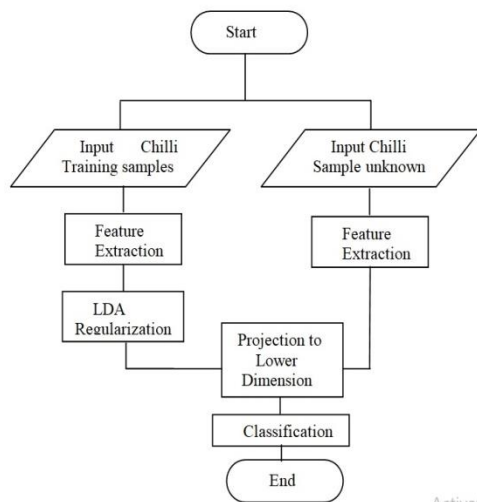 Start
Input Chilli
Training samples
Input Chilli
Sample unknown
Feature
Extraction
Feature
Extraction
LDA
Regularization
Projection to
Lower
Dimension
Classification
End